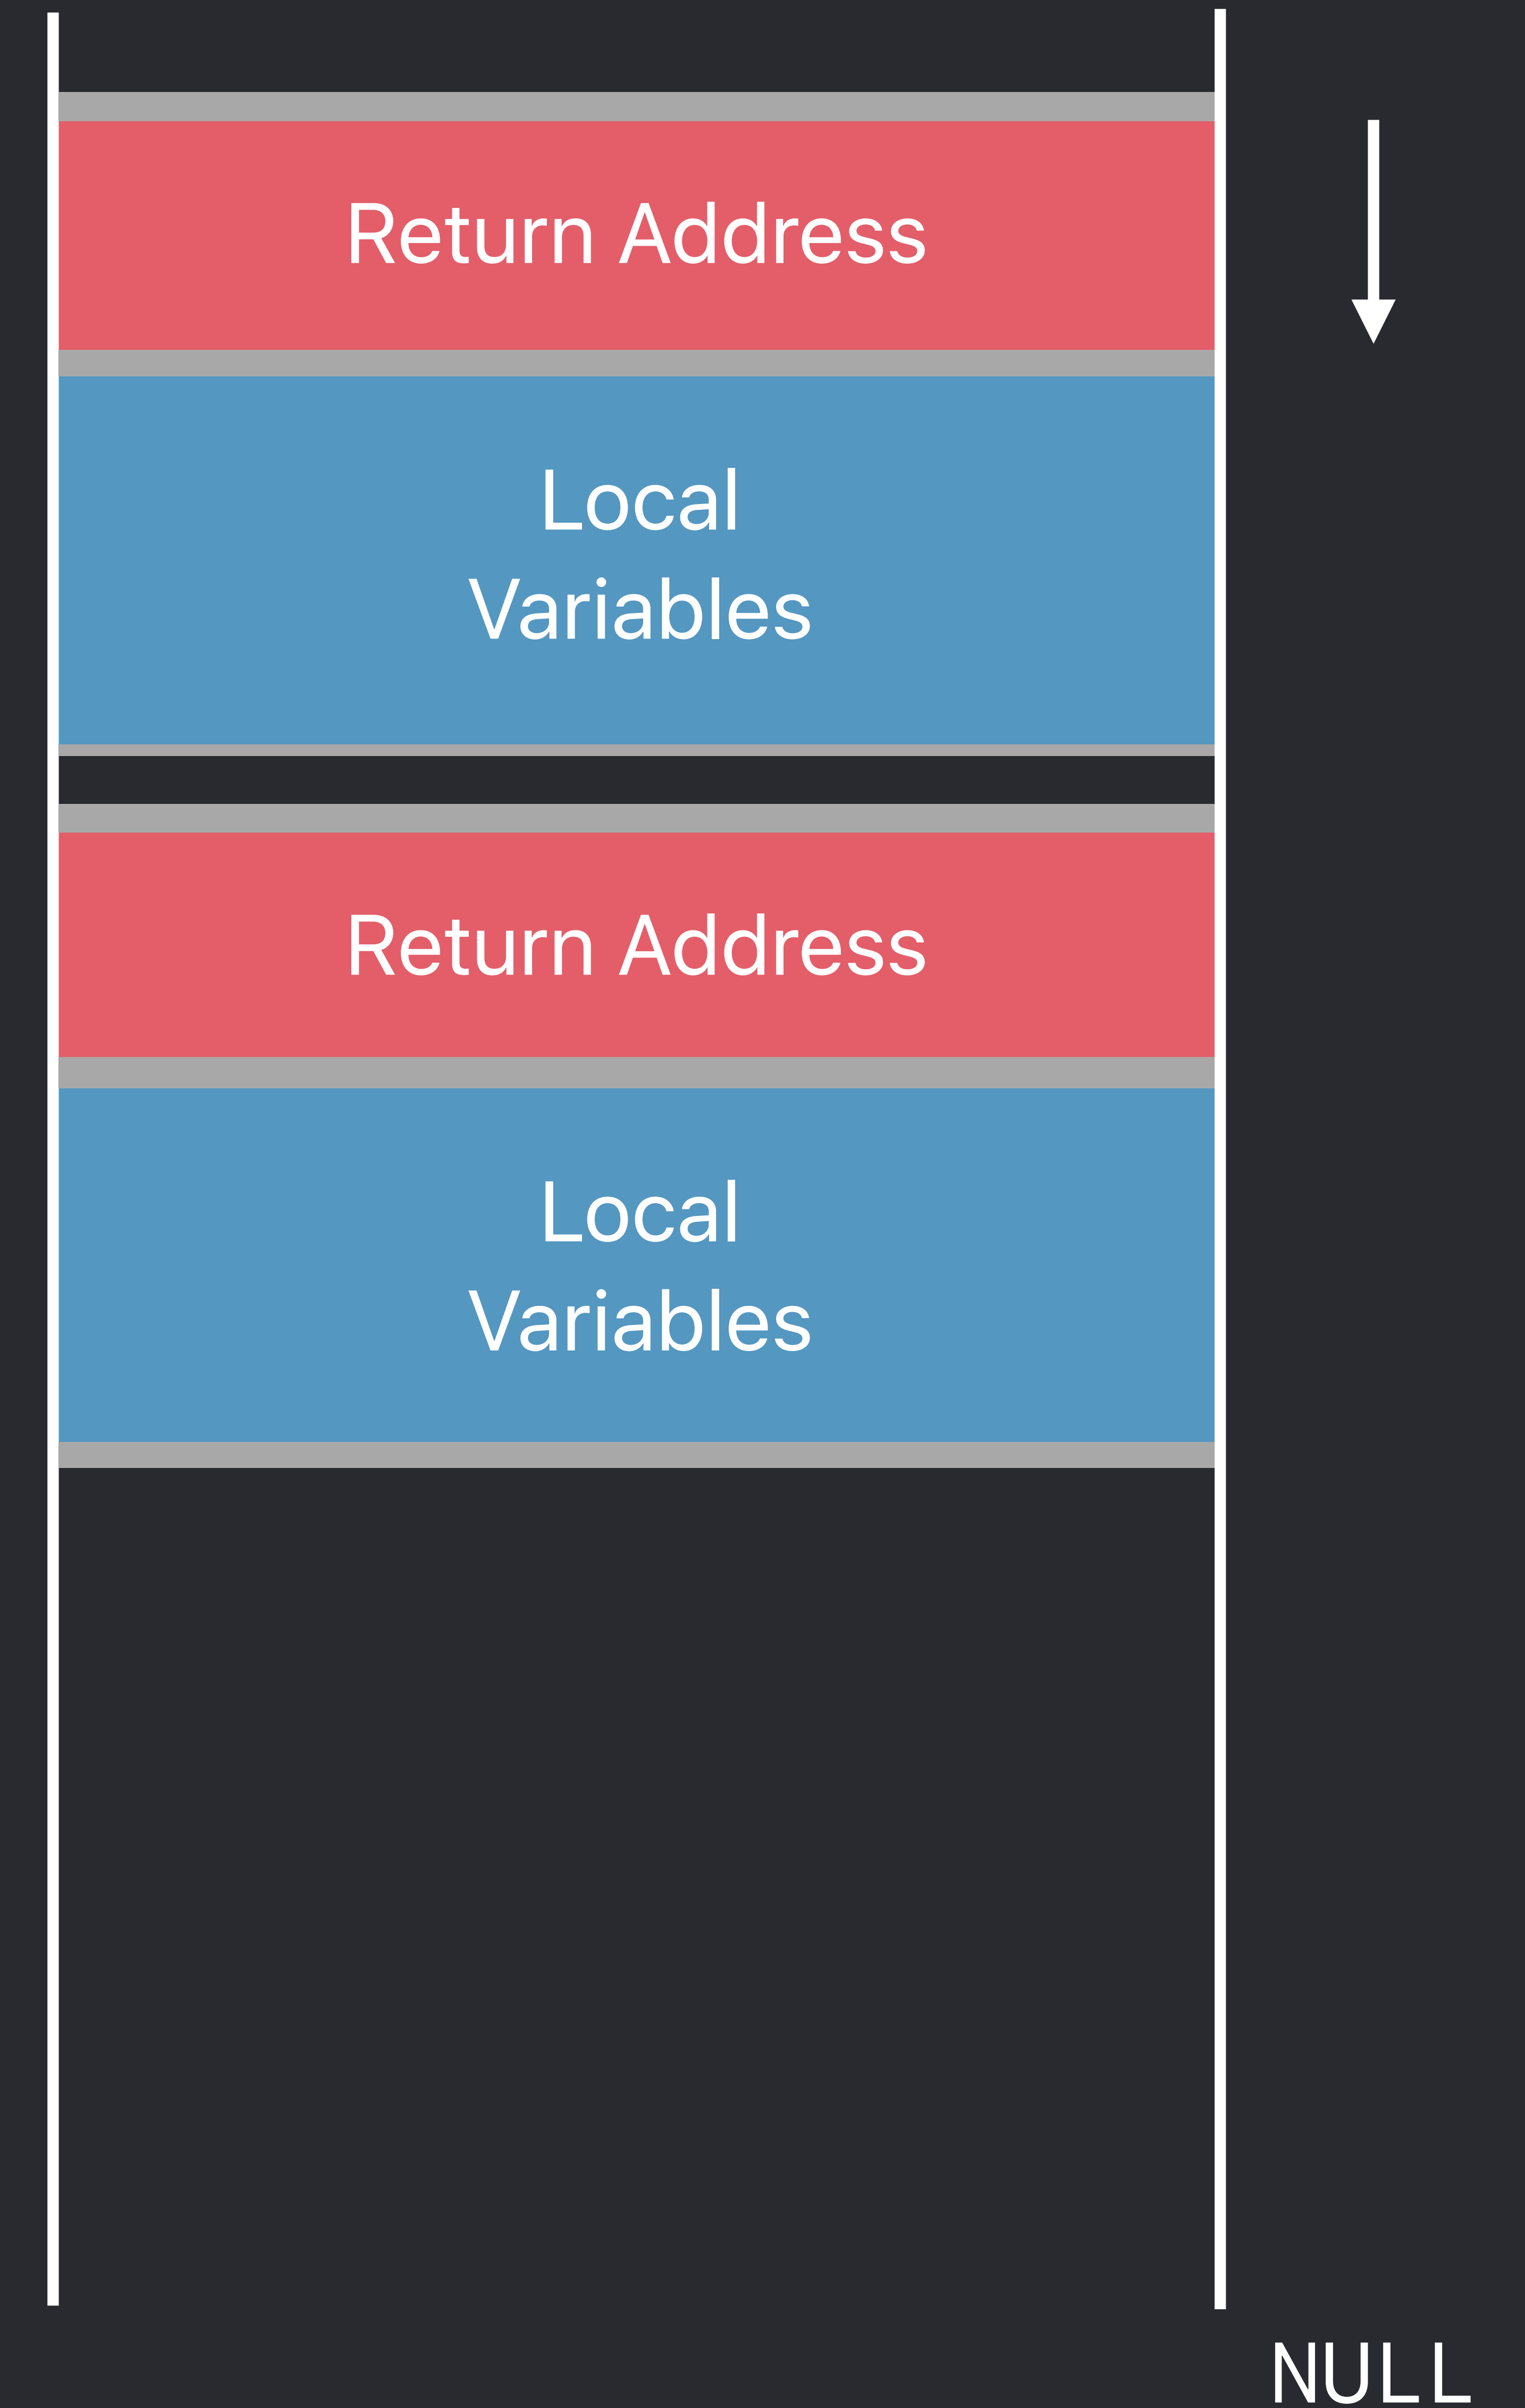 Return Address
Local
Variables
Return Address
Local
Variables
NULL